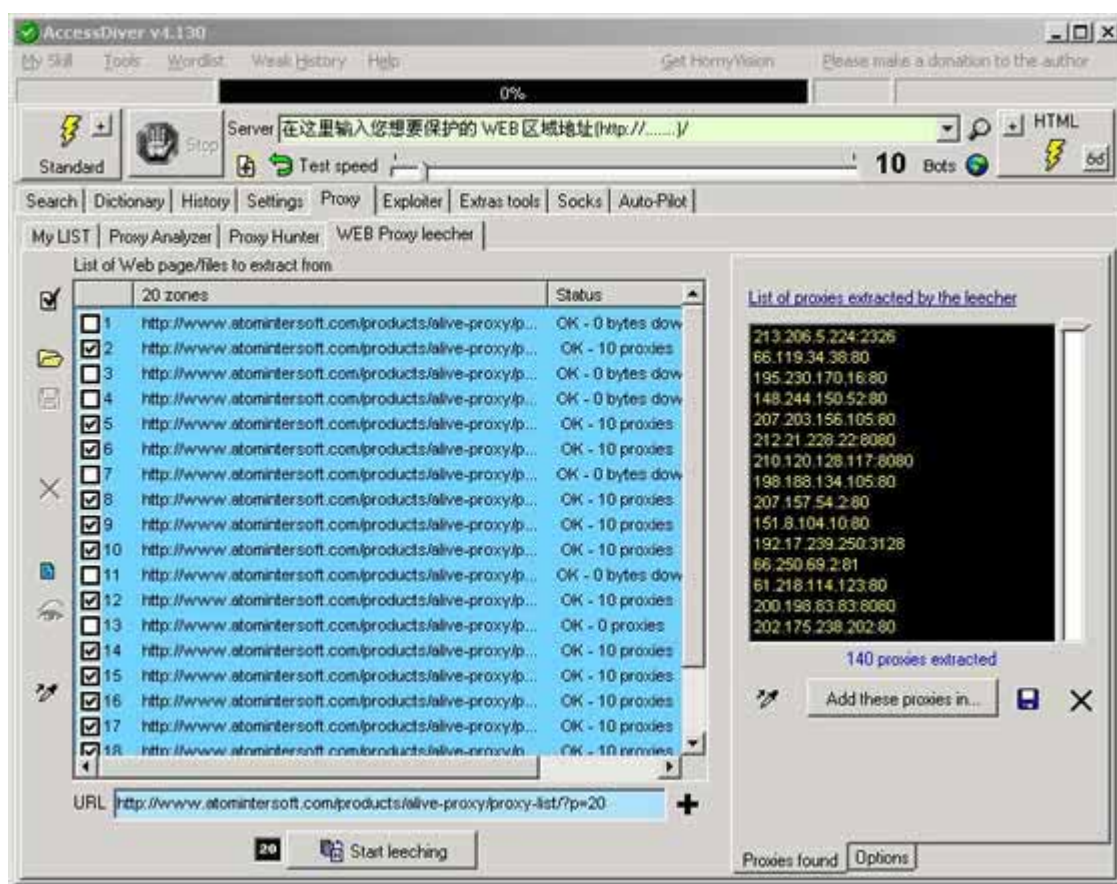 AccessDiver v4.130
My Skill Tools Wordlist Weak History Help Get HornyVision Please make a donation to the author
0%
Standard
Stop
Server 在这里输入您想要保护的 WEB 区域地址(http://......)/
HTML
Test speed 10 Bots
Search Dictionary History Settings Proxy Exploiter Extras tools Socks Auto-Pilot
My LIST Proxy Analyzer Proxy Hunter WEB Proxy leecher
List of Web page/files to extract from
20 zones Status
1 http://www.atomintersoft.com/products/alive-proxy/p... OK - 0 bytes dow
2 http://www.atomintersoft.com/products/alive-proxy/p... OK - 10 proxies
3 http://www.atomintersoft.com/products/alive-proxy/p... OK - 0 bytes dow
4 http://www.atomintersoft.com/products/alive-proxy/p... OK - 0 bytes dow
5 http://www.atomintersoft.com/products/alive-proxy/p... OK - 10 proxies
6 http://www.atomintersoft.com/products/alive-proxy/p... OK - 10 proxies
7 http://www.atomintersoft.com/products/alive-proxy/p... OK - 0 bytes dow
8 http://www.atomintersoft.com/products/alive-proxy/p... OK - 10 proxies
9 http://www.atomintersoft.com/products/alive-proxy/p... OK - 10 proxies
10 http://www.atomintersoft.com/products/alive-proxy/p... OK - 10 proxies
11 http://www.atomintersoft.com/products/alive-proxy/p... OK - 0 bytes dow
12 http://www.atomintersoft.com/products/alive-proxy/p... OK - 10 proxies
13 http://www.atomintersoft.com/products/alive-proxy/p... OK - 0 proxies
14 http://www.atomintersoft.com/products/alive-proxy/p... OK - 10 proxies
15 http://www.atomintersoft.com/products/alive-proxy/p... OK - 10 proxies
16 http://www.atomintersoft.com/products/alive-proxy/p... OK - 10 proxies
17 http://www.atomintersoft.com/products/alive-proxy/p... OK - 10 proxies
18 http://www.atomintersoft.com/products/alive-proxy/p... OK - 10 proxies
URL http://www.atomintersoft.com/products/alive-proxy/proxy-list/?p=20
20 Start leeching
List of proxies extracted by the leecher
213.206.5.224:2326
66.119.34.38:80
195.230.170.16:80
148.244.150.52:80
207.203.156.105:80
212.21.228.22:8080
210.120.128.117:8080
198.188.134.105:80
207.157.54.2:80
151.8.104.10:80
192.17.239.250:3128
66.250.69.2:81
61.218.114.123:80
200.198.83.83:8080
202.175.238.202:80
140 proxies extracted
Add these proxies in...
Proxies found Options